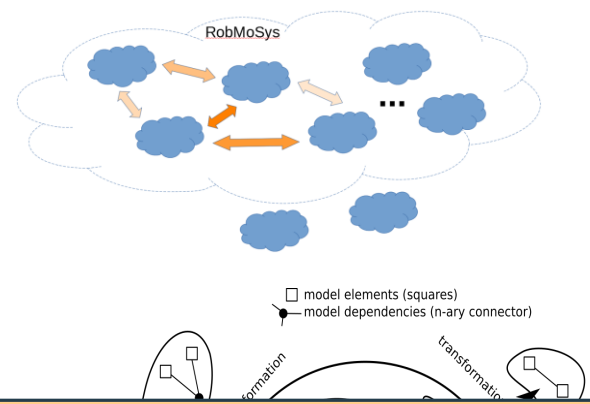 RobMoSys
...
model elements (squares)
model dependencies (n-ary connector)